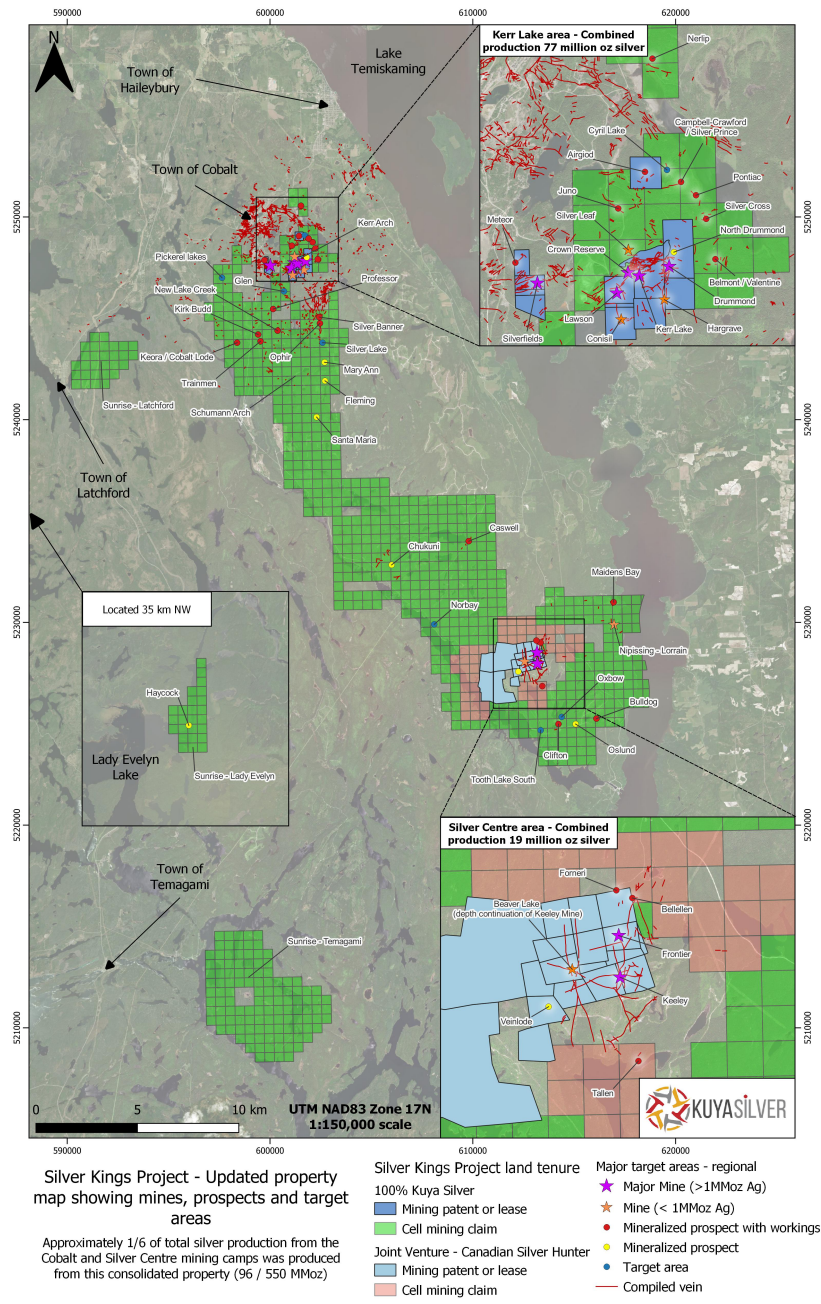 590000
600000
610000
620000
N
Town of
Haileybury
Lake
Temiskaming
Kerr Lake area - Combined
production 77 million oz silver
Nerlip
Campbell-Crawford
/ Silver Prince
Cyril Lake
Airgiod
Juno
Pontiac
Silver Leaf
Silver Cross
Meteor
North Drummond
Crown Reserve
Belmont / Valentine
Drummond
Lawson
Hargrave
Kerr Lake
Silverfields
Conisil
Town of Cobalt
Kerr Arch
Pickerel lakes
Glen
Professor
New Lake Creek
Kirk-Budd
Silver Banner
Silver Lake
Keora / Cobalt Lode
Ophir
Mary Ann
Trainmen
Fleming
Schumann Arch
Sunrise - Latchford
Santa Maria
Town of
Latchford
5250000
5240000
5230000
5220000
5210000
5250000
5240000
5230000
5220000
5210000
Caswell
Chukuni
Maidens Bay
Norbay
Nipissing - Lorrain
Oxbow
Bulldog
Oslund
Clifton
Tooth Lake South
Located 35 km NW
Haycock
Lady Evelyn
Lake
Sunrise - Lady Evelyn
Town of
Temagami
Sunrise - Temagami
Silver Centre area - Combined
production 19 million oz silver
Forneri
Beaver Lake
(depth continuation of Keeley Mine)
Bellellen
Frontier
Keeley
Veinlode
Tallen
KUYASILVER
0 5 10 km
UTM NAD83 Zone 17N
1:150,000 scale
590000
600000
610000
620000
Silver Kings Project - Updated property
map showing mines, prospects and target
areas
Approximately 1/6 of total silver production from the
Cobalt and Silver Centre mining camps was produced
from this consolidated property (96 / 550 MMoz)
Silver Kings Project land tenure
100% Kuya Silver
Mining patent or lease
Cell mining claim
Joint Venture - Canadian Silver Hunter
Mining patent or lease
Cell mining claim
Major target areas - regional
Major Mine (>1MMoz Ag)
Mine (< 1MMoz Ag)
Mineralized prospect with workings
Mineralized prospect
Target area
Compiled vein